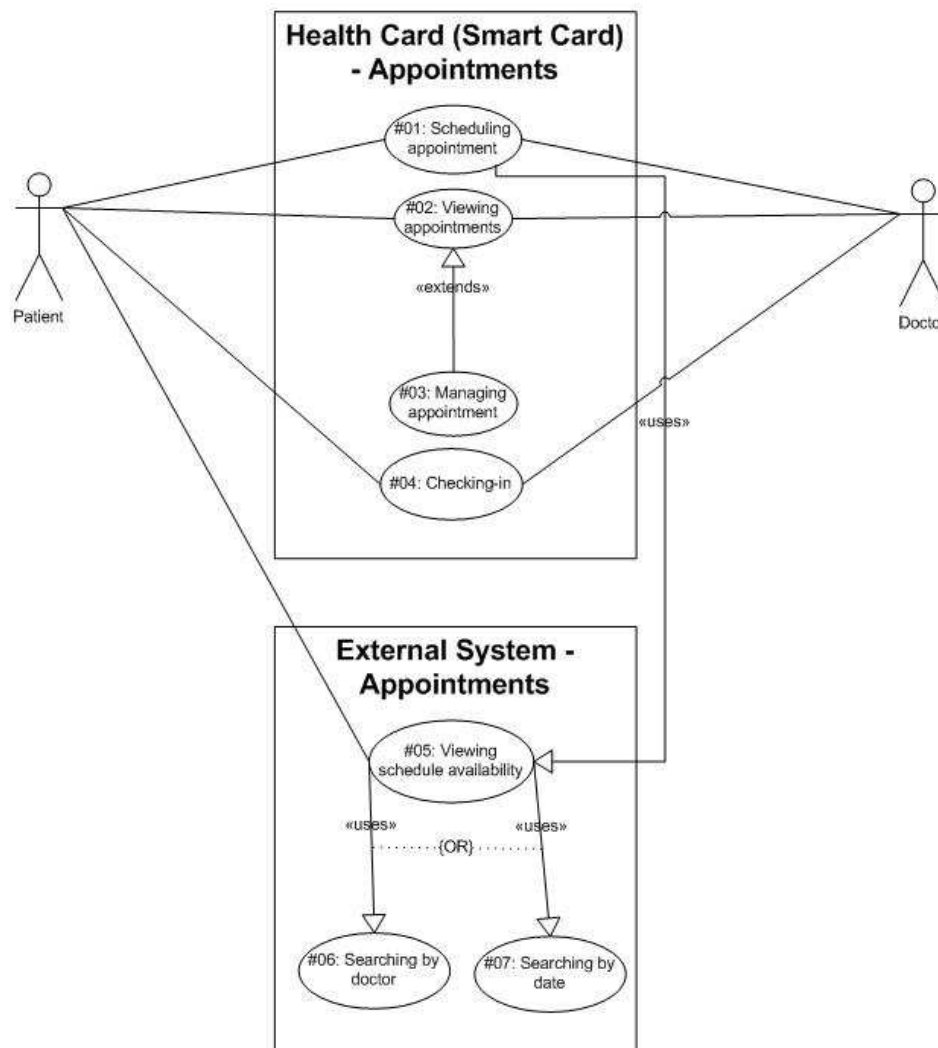 Health Card (Smart Card)
- Appointments
#01: Scheduling
appointment
#02: Viewing
appointments
«extends»
Patient
Docto
#03: Managing
appointment
«uses»
#04: Checking-in
External System -
Appointments
#05: Viewing
schedule availability
«uses»
«uses»
{OR}
#06: Searching by
doctor
#07: Searching by
date